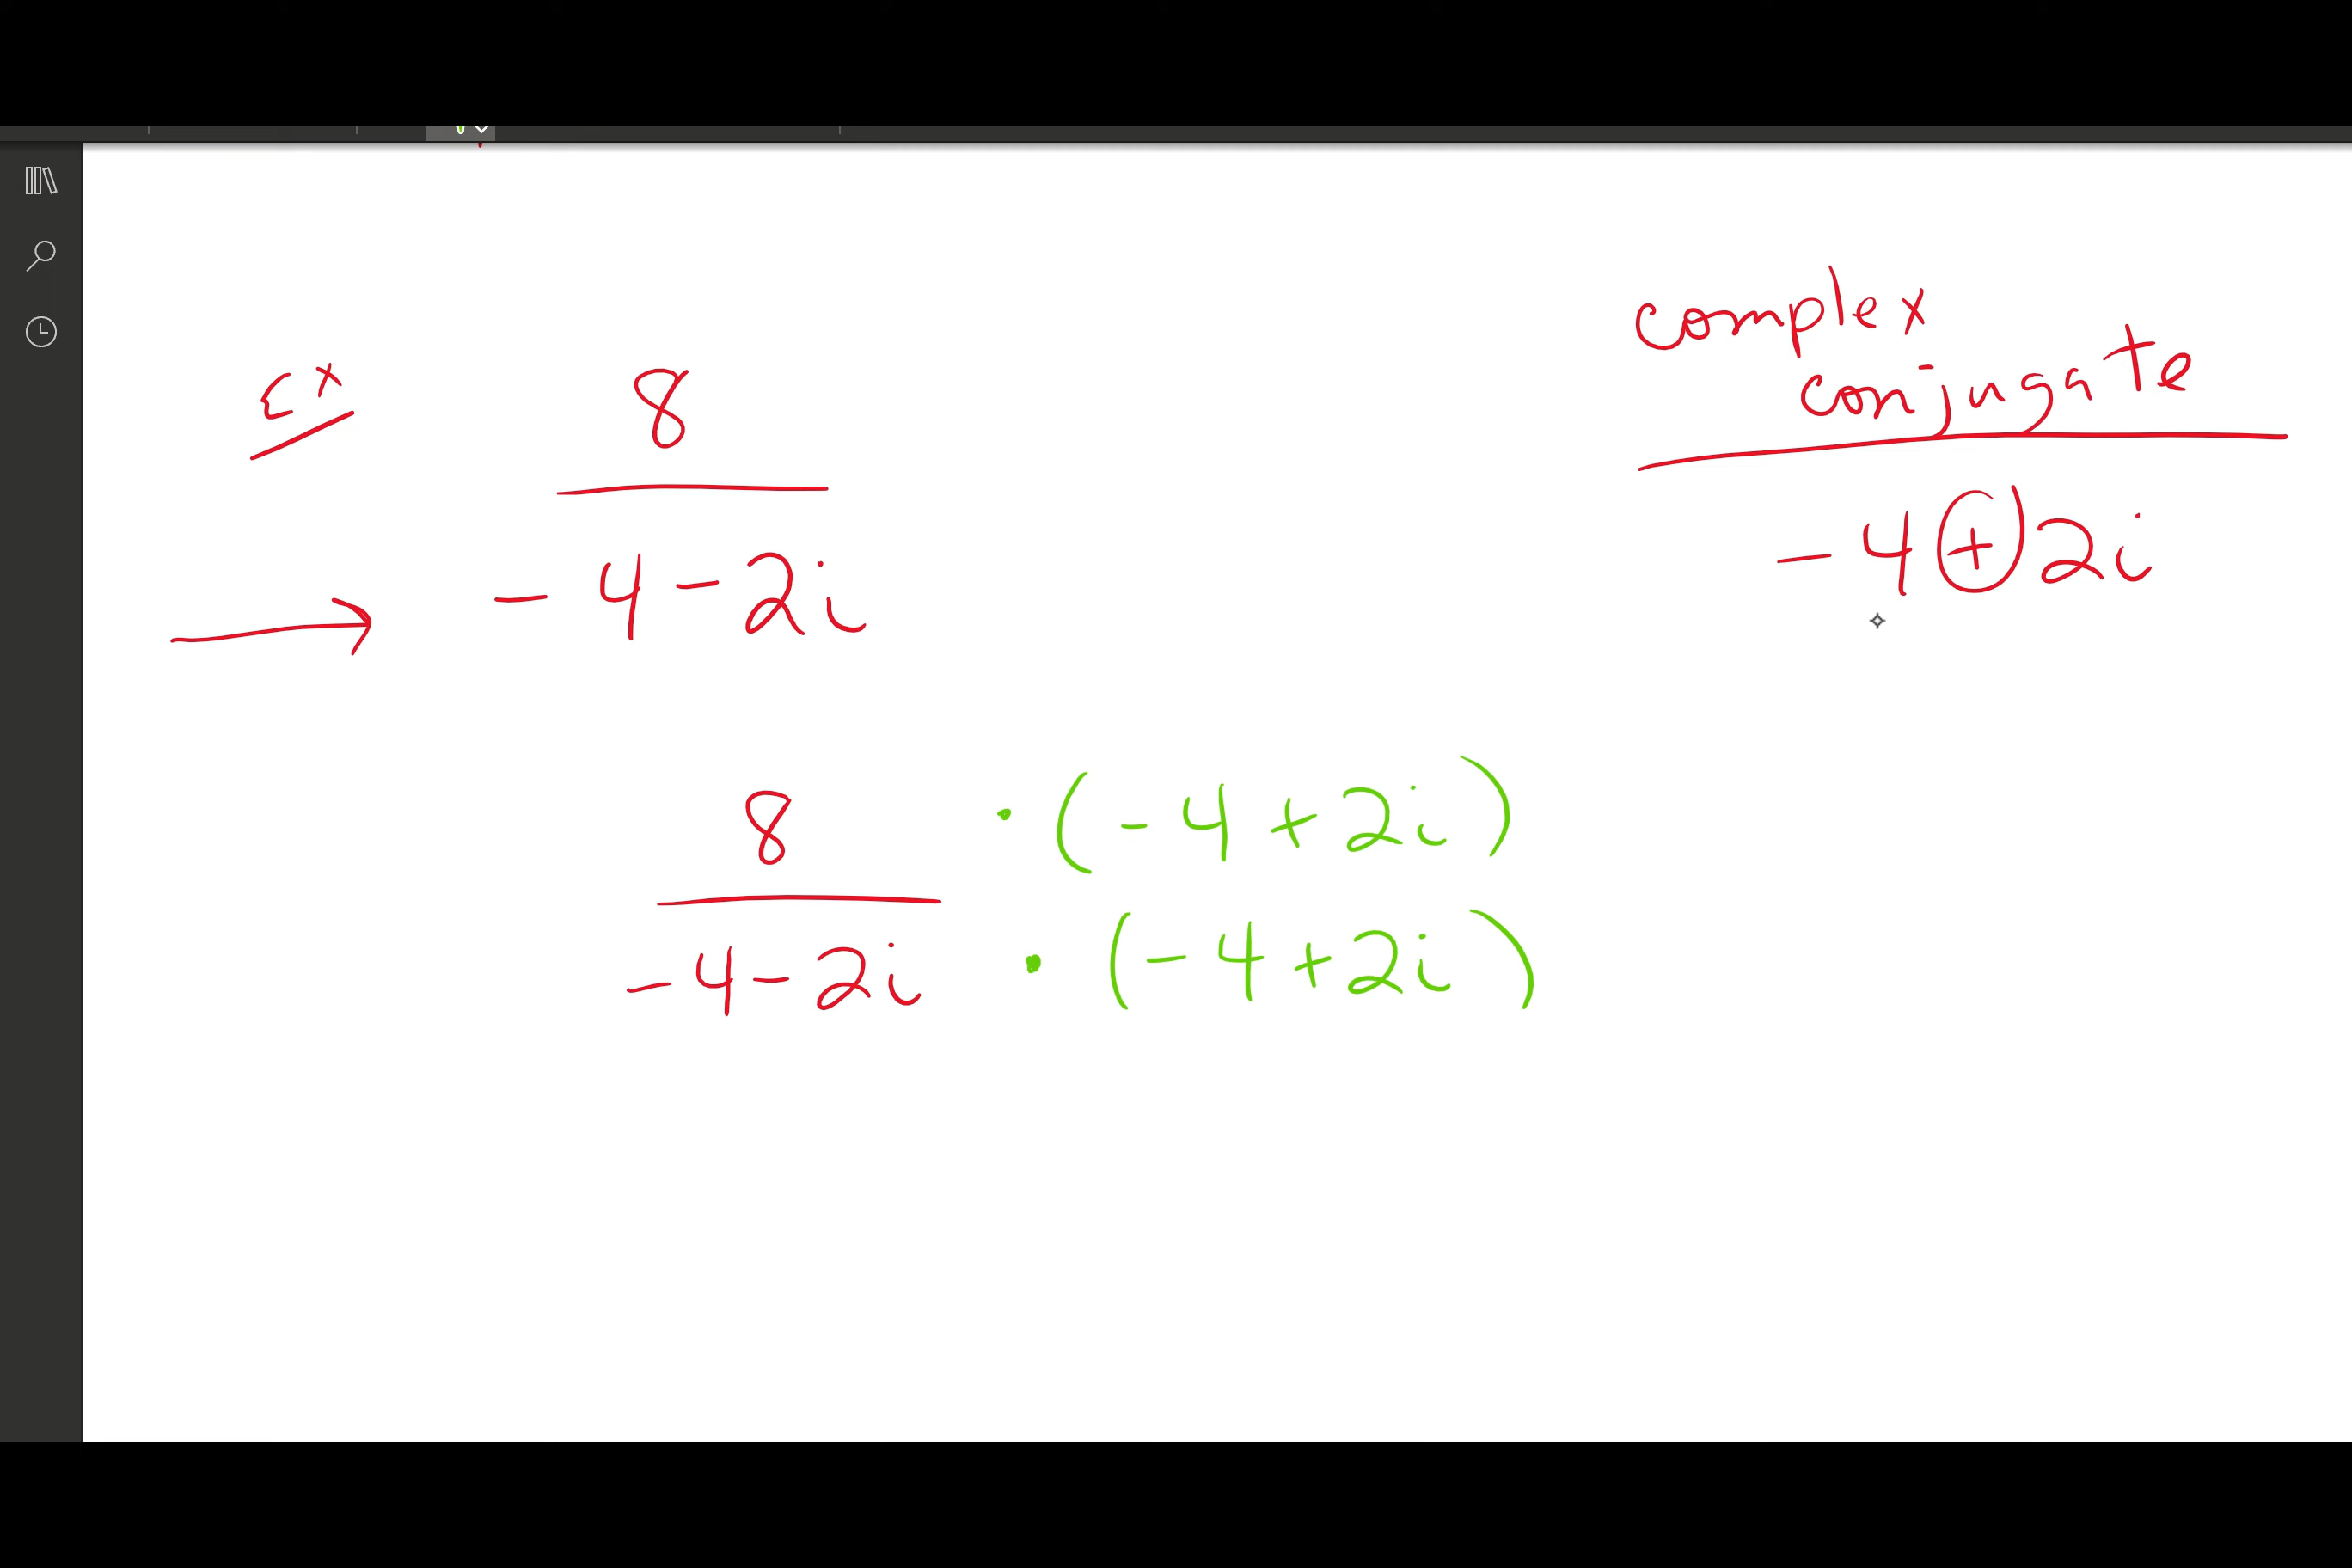 Ex
8
-4-2i
complex
conjugate
-4+2i
8 · (-4+2i)
-4-2i · (-4+2i)